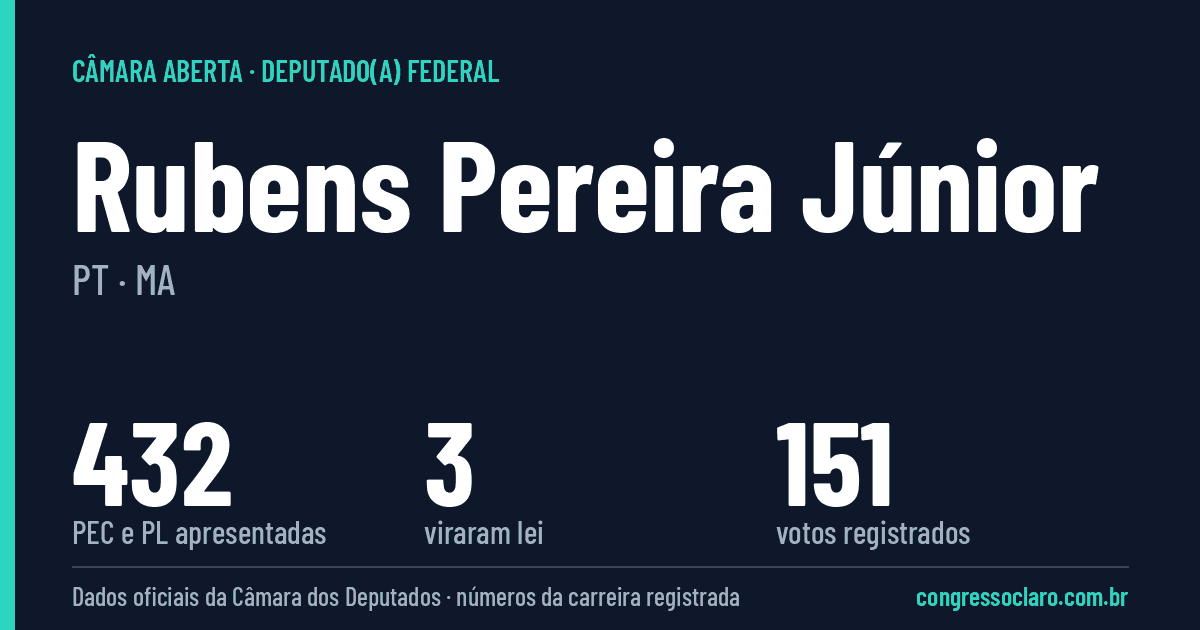 CÂMARA ABERTA · DEPUTADO(A) FEDERAL
Rubens Pereira Júnior
PT · MA
432 3 151
PEC e PL apresentadas viraram lei votos registrados
Dados oficiais da Câmara dos Deputados · números da carreira registrada congressoclaro.com.br